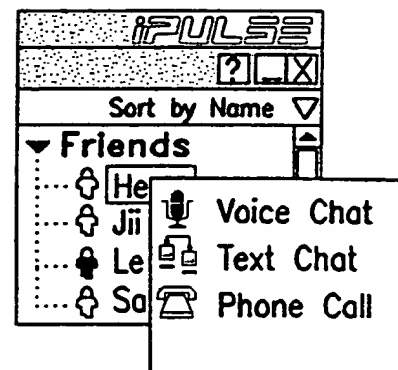 iPULSE
? _ X
Sort by Name
Friends
He
Jii
Le
Sa
Voice Chat
Text Chat
Phone Call